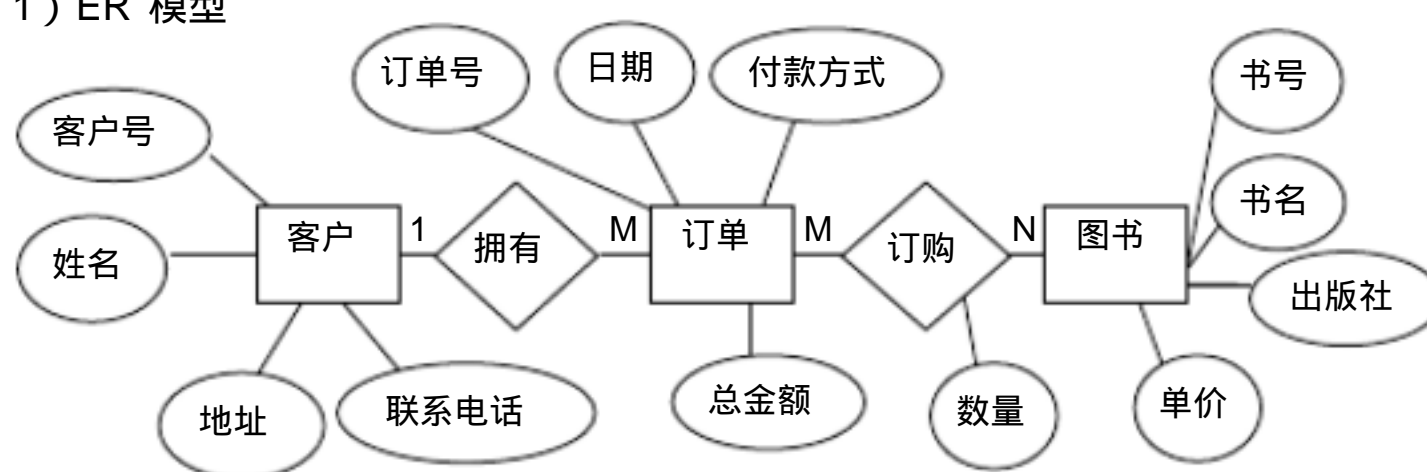 1）ER 模型
订单号
日期
付款方式
书号
客户号
书名
姓名
客户
1
拥有
M
订单
M
订购
N
图书
出版社
地址
联系电话
总金额
数量
单价